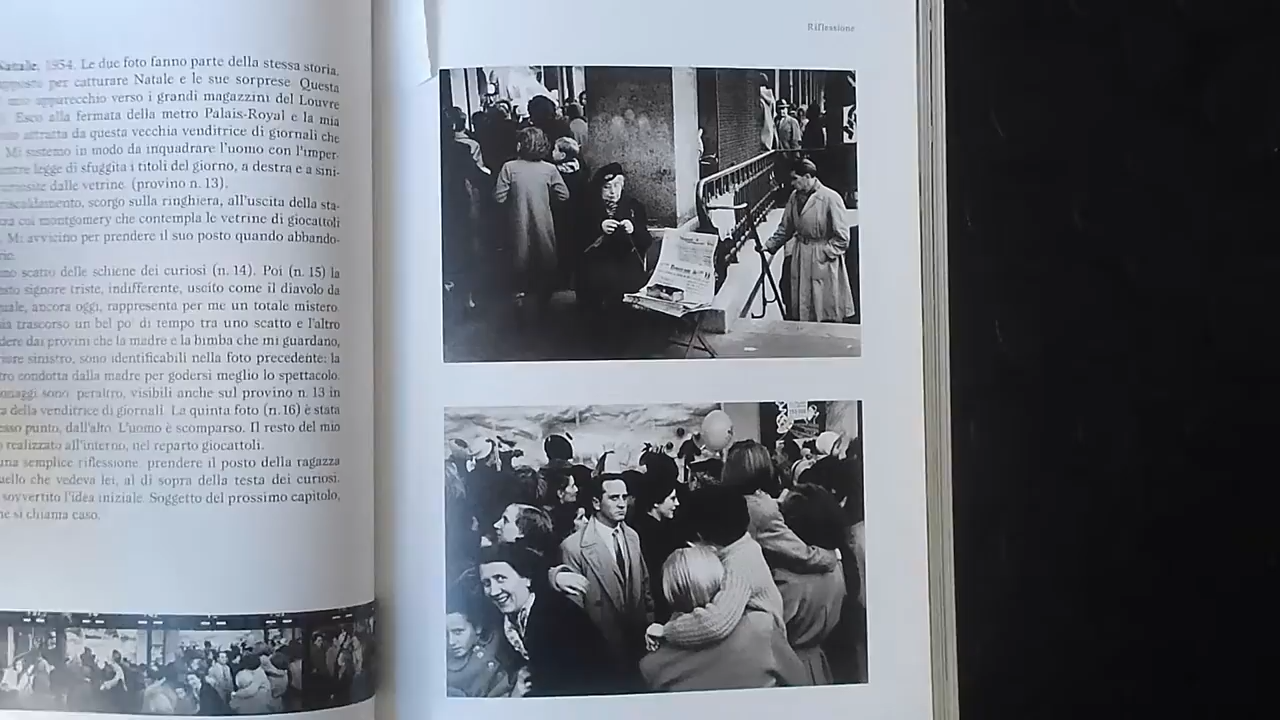 Natale, 1954. Le due foto fanno parte della stessa storia.
per catturare Natale e le sue sorprese. Questa
mio apparecchio verso i grandi magazzini del Louvre
Esco alla fermata della metro Palais-Royal e la mia
attratta da questa vecchia venditrice di giornali che
Mi sistemo in modo da inquadrare l'uomo con l'imper-
legge di sfuggita i titoli del giorno, a destra e a sini-
dalle vetrine. (provino n. 13).
scorgo sulla ringhiera, all'uscita della sta-
col montgomery che contempla le vetrine di giocattoli
Mi avvicino per prendere il suo posto quando abbando-
scatto delle schiene dei curiosi (n. 14). Poi (n. 15) la
signore triste, indifferente, uscito come il diavolo da
ancora oggi, rappresenta per me un totale mistero.
trascorso un bel po' di tempo tra uno scatto e l'altro
dai provini che la madre e la bimba che mi guardano,
sinistro, sono identificabili nella foto precedente: la
condotta dalla madre per godersi meglio lo spettacolo.
sono, peraltro, visibili anche sul provino n. 13 in
della venditrice di giornali. La quinta foto (n. 16) è stata
punto, dall'alto. L'uomo è scomparso. Il resto del mio
realizzato all'interno, nel reparto giocattoli.
una semplice riflessione: prendere il posto della ragazza
quello che vedeva lei, al di sopra della testa dei curiosi.
sovvertito l'idea iniziale. Soggetto del prossimo capitolo,
si chiama caso.
Riflessione